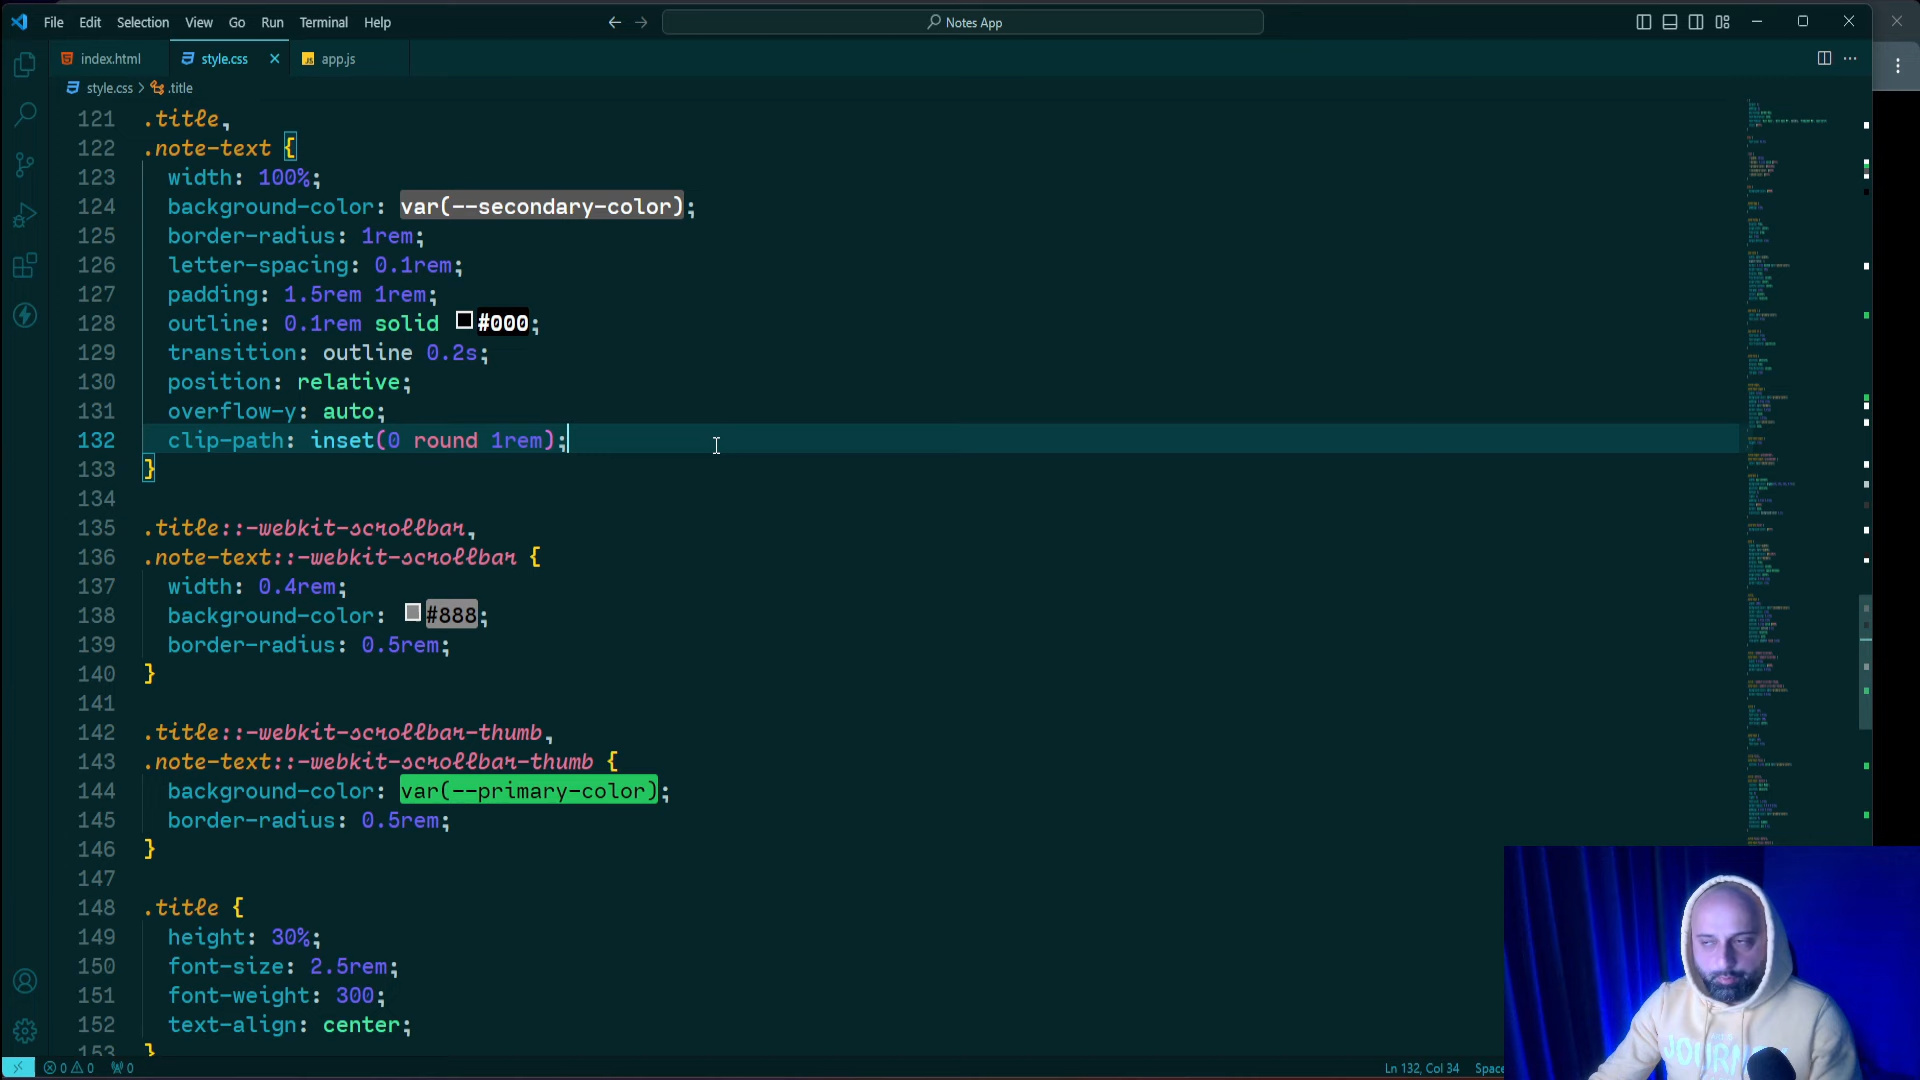 File Edit Selection View Go Run Terminal Help
Notes App
index.html style.css app.js
style.css > .title
121 .title,
122 .note-text {
123 width: 100%;
124 background-color: var(--secondary-color);
125 border-radius: 1rem;
126 letter-spacing: 0.1rem;
127 padding: 1.5rem 1rem;
128 outline: 0.1rem solid #000;
129 transition: outline 0.2s;
130 position: relative;
131 overflow-y: auto;
132 clip-path: inset(0 round 1rem);
133 }
134
135 .title::-webkit-scrollbar,
136 .note-text::-webkit-scrollbar {
137 width: 0.4rem;
138 background-color: #888;
139 border-radius: 0.5rem;
140 }
141
142 .title::-webkit-scrollbar-thumb,
143 .note-text::-webkit-scrollbar-thumb {
144 background-color: var(--primary-color);
145 border-radius: 0.5rem;
146 }
147
148 .title {
149 height: 30%;
150 font-size: 2.5rem;
151 font-weight: 300;
152 text-align: center;
153 }
0 0 0 Ln 132, Col 34 Spac
JOURN